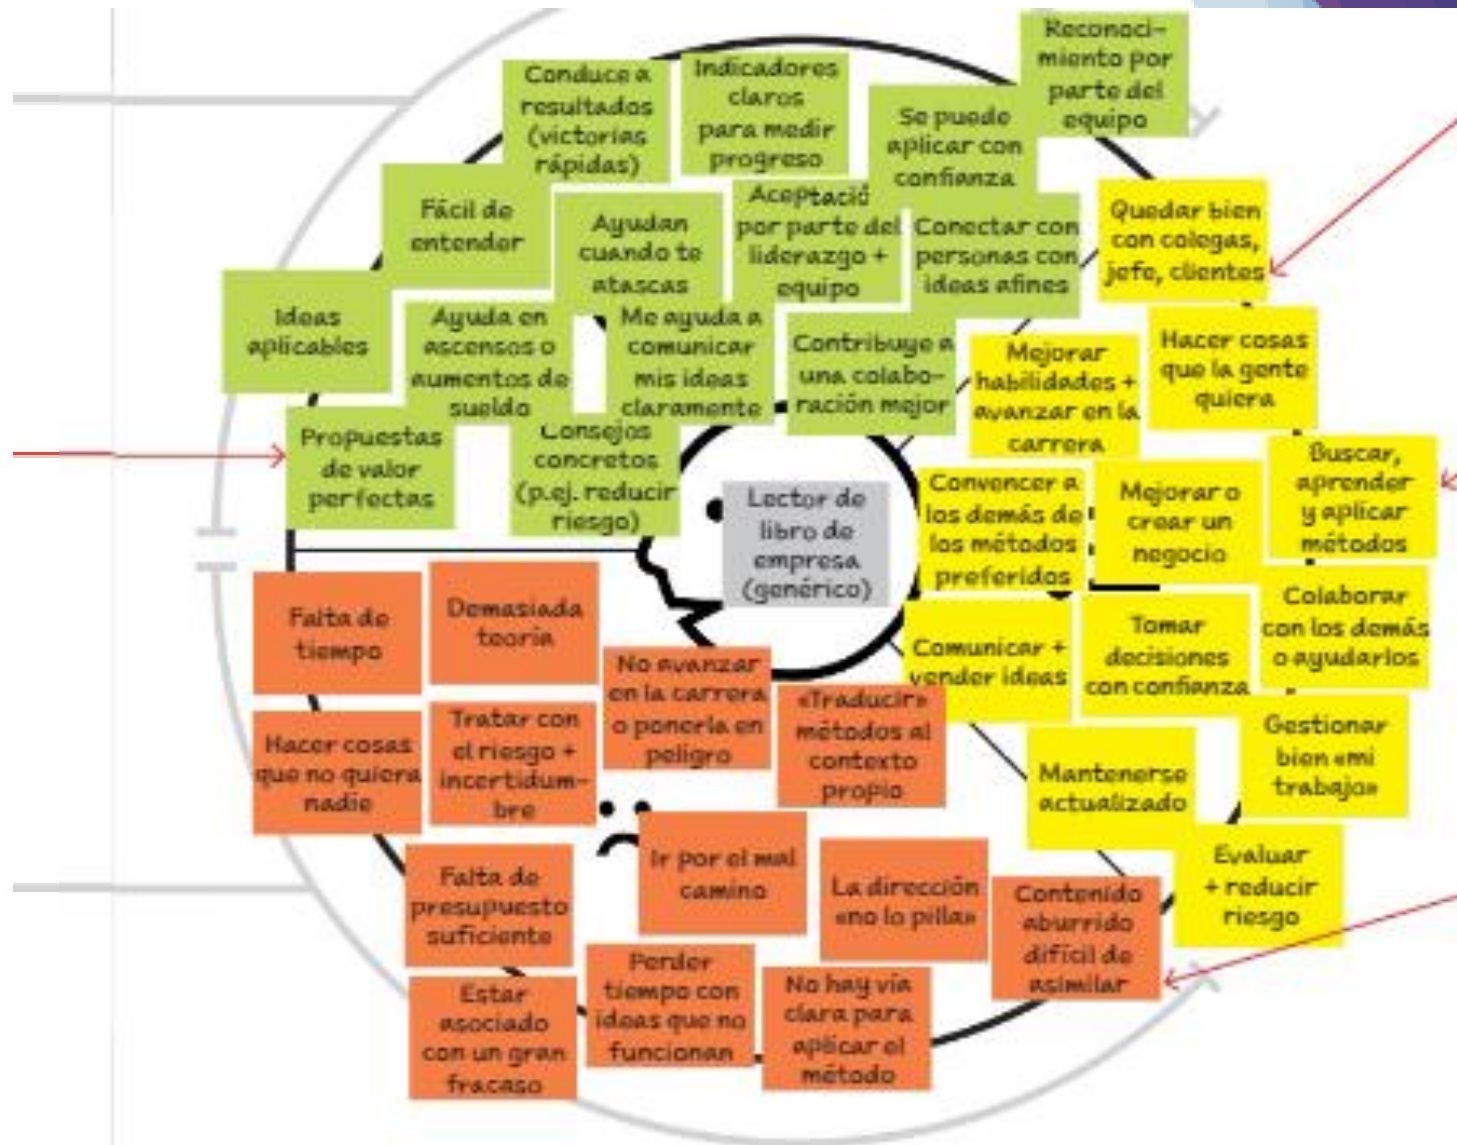 Reconoci-
miento por
parte del
equipo
Conduce a
resultados
(victorias
rápidas)
Indicadores
claros
para medir
progreso
Se puede
aplicar con
confianza
Fácil de
entender
Ayudan
cuando te
atascas
Aceptació
por parte del
liderazgo +
equipo
Conectar con
personas con
ideas afines
Quedar bien
con colegas,
jefe, clientes
Ideas
aplicables
Ayuda en
ascensos o
aumentos de
sueldo
Me ayuda a
comunicar
mis ideas
claramente
Contribuye a
una colabo-
ración mejor
Mejorar
habilidades +
avanzar en la
carrera
Hacer cosas
que la gente
quiera
Propuestas
de valor
perfectas
Consejos
concretos
(p.ej. reducir
riesgo)
Lector de
libro de
empresa
(genérico)
Convencer a
los demás de
los métodos
preferidos
Mejorar o
crear un
negocio
Buscar,
aprender
y aplicar
métodos
Falta de
tiempo
Demasiada
teoría
No avanzar
en la carrera
o ponerla en
peligro
«Traducir»
métodos al
contexto
propio
Comunicar +
vender ideas
Tomar
decisiones
con confianza
Colaborar
con los demás
o ayudarlos
Hacer cosas
que no quiera
nadie
Tratar con
el riesgo +
incertidum-
bre
Mantenerse
actualizado
Gestionar
bien «mi
trabajo»
Falta de
presupuesto
suficiente
Ir por el mal
camino
La dirección
«no lo pilla»
Contenido
aburrido
difícil de
asimilar
Evaluar
+ reducir
riesgo
Estar
asociado
con un gran
fracaso
Perder
tiempo con
ideas que no
funcionan
No hay vía
clara para
aplicar el
método